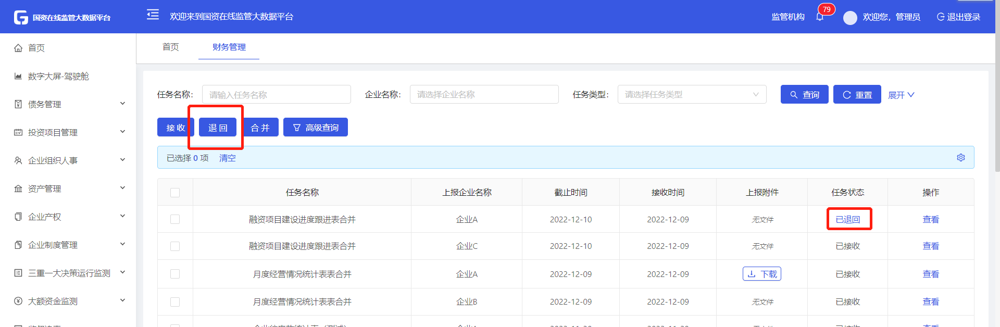 国资在线监管大数据平台
欢迎来到国资在线监管大数据平台
监管机构
79
欢迎您，管理员
退出登录
首页
数字大屏-驾驶舱
债务管理
投资项目管理
企业组织人事
资产管理
企业产权
企业制度管理
三重一大决策运行监测
大额资金监测
首页 财务管理
任务名称： 请输入任务名称 企业名称： 请选择企业名称 任务类型： 请选择任务类型 查询 重置 展开
接收 退回 合并 高级查询
已选择 0 项 清空
任务名称 上报企业名称 截止时间 接收时间 上报附件 任务状态 操作
融资项目建设进度跟进表合并 企业A 2022-12-10 2022-12-09 无文件 已退回 查看
融资项目建设进度跟进表合并 企业C 2022-12-10 2022-12-09 无文件 已接收 查看
月度经营情况统计表表合并 企业A 2022-12-09 2022-12-09 下载 已接收 查看
月度经营情况统计表表合并 企业B 2022-12-09 2022-12-09 无文件 已接收 查看